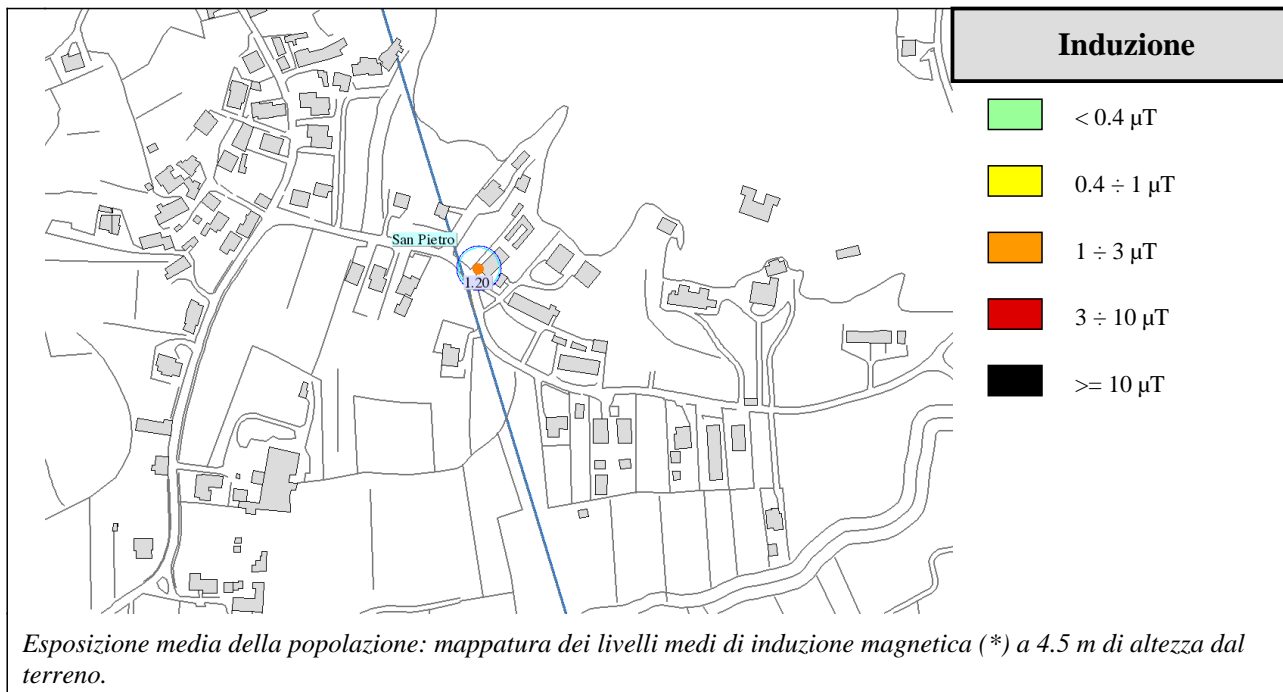 Induzione
< 0.4 µT
0.4 ÷ 1 µT
1 ÷ 3 µT
3 ÷ 10 µT
>= 10 µT
San Pietro
1.20
Esposizione media della popolazione: mappatura dei livelli medi di induzione magnetica (*) a 4.5 m di altezza dal
terreno.